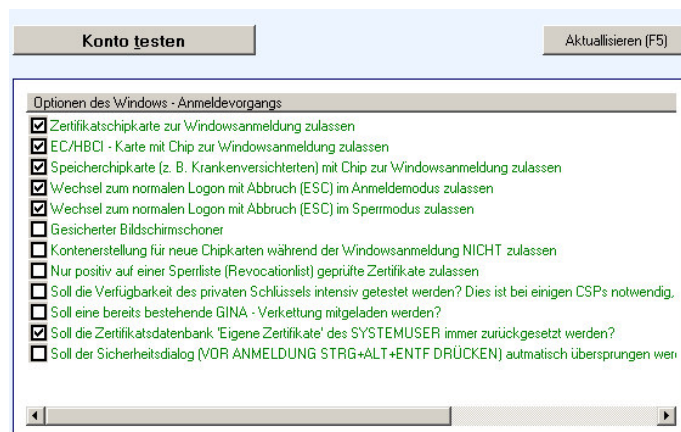 Konto testen
Aktuallisieren (F5)
Optionen des Windows - Anmeldevorgangs
Zertifikatschipkarte zur Windowsanmeldung zulassen
EC/HBCI - Karte mit Chip zur Windowsanmeldung zulassen
Speicherchipkarte (z. B. Krankenversichterten) mit Chip zur Windowsanmeldung zulassen
Wechsel zum normalen Logon mit Abbruch (ESC) im Anmeldemodus zulassen
Wechsel zum normalen Logon mit Abbruch (ESC) im Sperrmodus zulassen
Gesicherter Bildschirmschoner
Kontenerstellung für neue Chipkarten während der Windowsanmeldung NICHT zulassen
Nur positiv auf einer Sperrliste (Revocationlist) geprüfte Zertifikate zulassen
Soll die Verfügbarkeit des privaten Schlüssels intensiv getestet werden? Dies ist bei einigen CSPs notwendig,
Soll eine bereits bestehende GINA - Verkettung mitgeladen werden?
Soll die Zertifikatsdatenbank 'Eigene Zertifikate' des SYSTEMUSER immer zurückgesetzt werden?
Soll der Sicherheitsdialog (VOR ANMELDUNG STRG+ALT+ENTF DRÜCKEN) autmatisch übersprungen wer